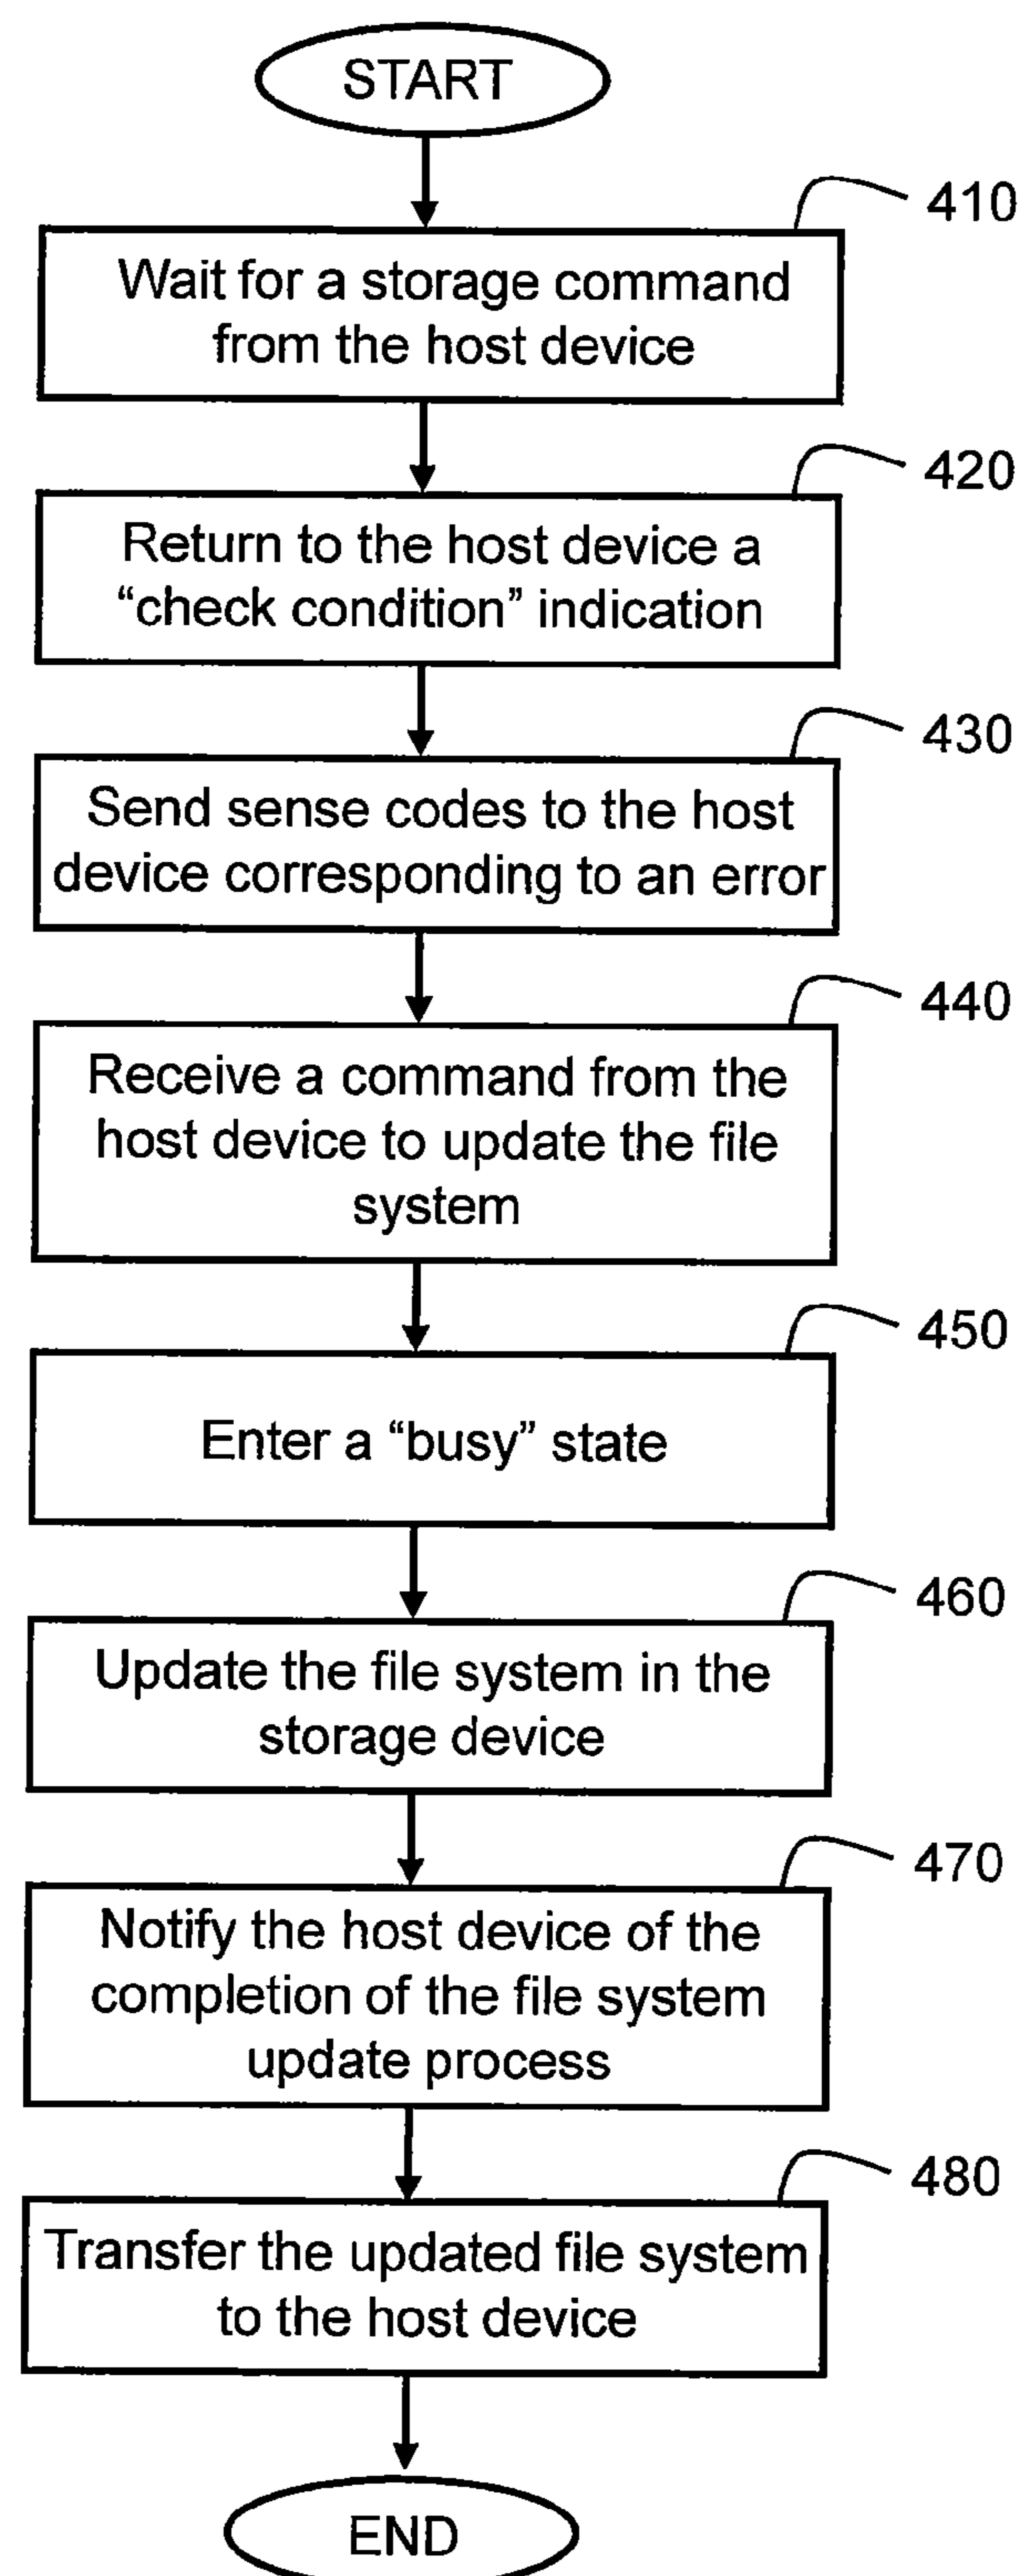 START
410
Wait for a storage command
from the host device
420
Return to the host device a
“check condition” indication
430
Send sense codes to the host
device corresponding to an error
440
Receive a command from the
host device to update the file
system
450
Enter a “busy” state
460
Update the file system in the
storage device
470
Notify the host device of the
completion of the file system
update process
480
Transfer the updated file system
to the host device
END